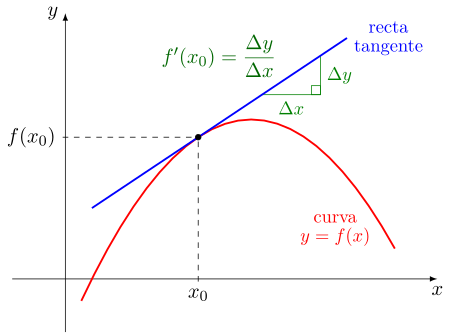 y
recta
tangente
f′(x₀) = Δy/Δx
Δy
Δx
f(x₀)
curva
y = f(x)
x₀
x